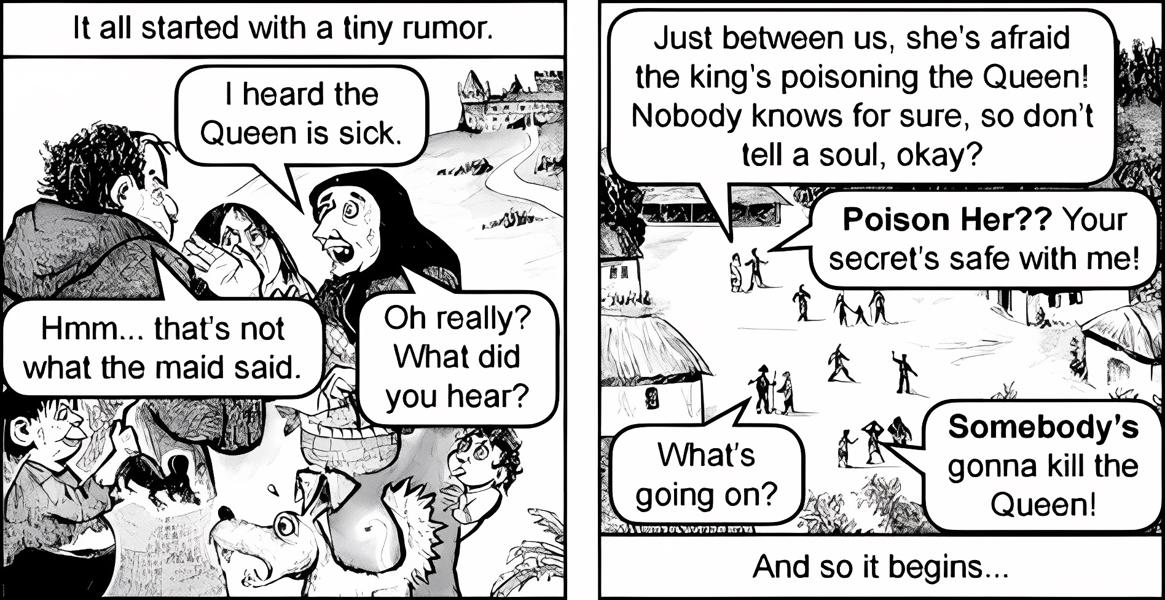 It all started with a tiny rumor.
I heard the
Queen is sick.
Hmm... that's not
what the maid said.
Oh really?
What did
you hear?
Just between us, she's afraid
the king's poisoning the Queen!
Nobody knows for sure, so don't
tell a soul, okay?
Poison Her?? Your
secret's safe with me!
What's
going on?
Somebody's
gonna kill the
Queen!
And so it begins...